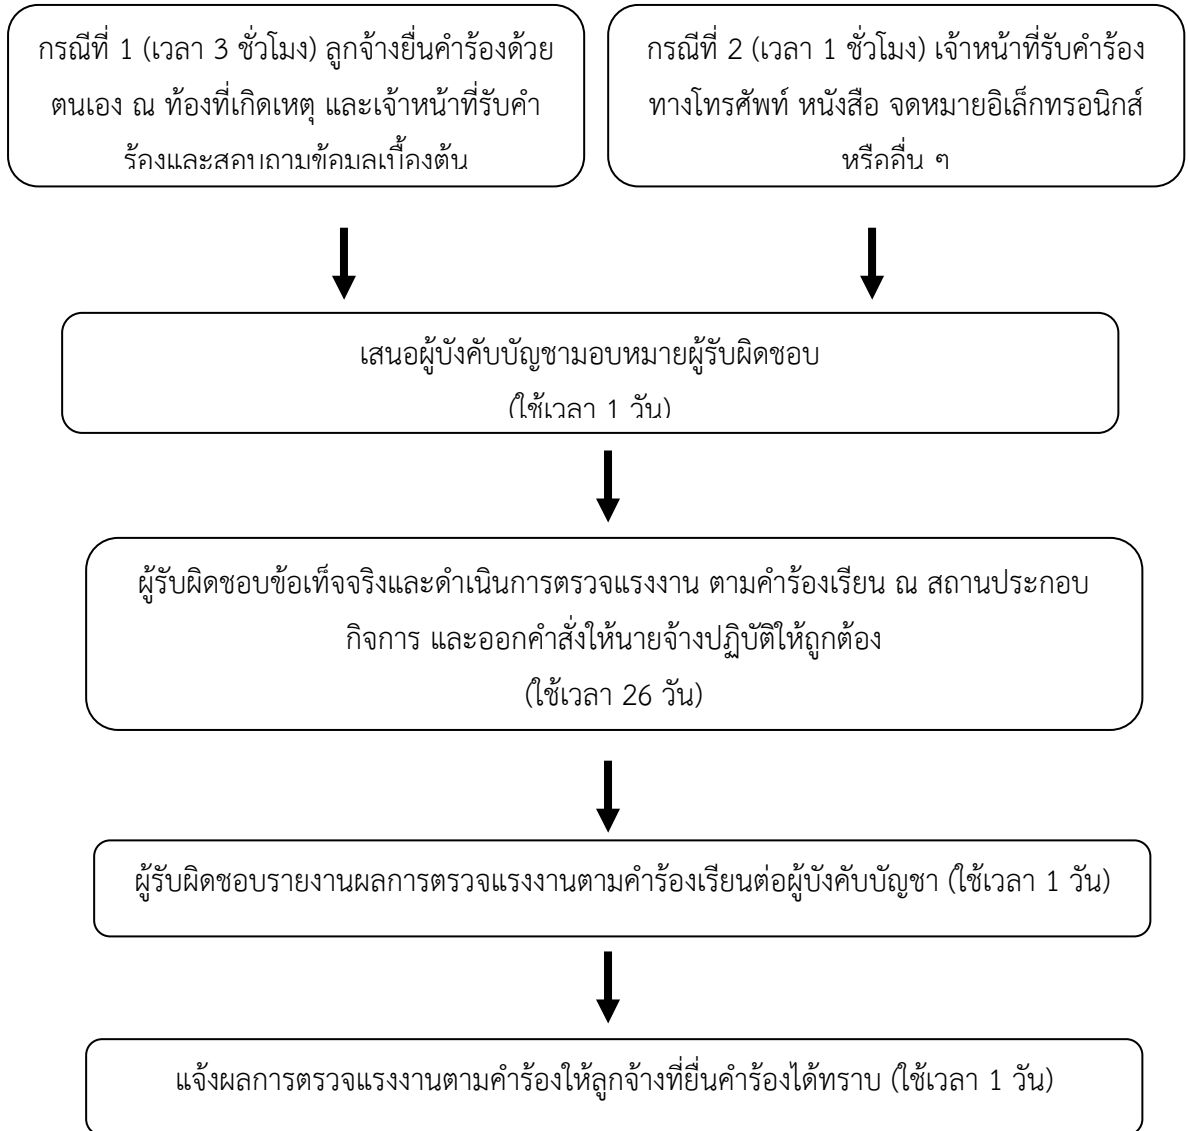 กรณีที่ 1 (เวลา 3 ชั่วโมง) ลูกจ้างยื่นคำร้องด้วย
ตนเอง ณ ท้องที่เกิดเหตุ และเจ้าหน้าที่รับคำ
ร้องและสอบถามข้อมูลเบื้องต้น
กรณีที่ 2 (เวลา 1 ชั่วโมง) เจ้าหน้าที่รับคำร้อง
ทางโทรศัพท์ หนังสือ จดหมายอิเล็กทรอนิกส์
หรืออื่น ๆ
เสนอผู้บังคับบัญชามอบหมายผู้รับผิดชอบ
(ใช้เวลา 1 วัน)
ผู้รับผิดชอบข้อเท็จจริงและดำเนินการตรวจแรงงาน ตามคำร้องเรียน ณ สถานประกอบ
กิจการ และออกคำสั่งให้นายจ้างปฏิบัติให้ถูกต้อง
(ใช้เวลา 26 วัน)
ผู้รับผิดชอบรายงานผลการตรวจแรงงานตามคำร้องเรียนต่อผู้บังคับบัญชา (ใช้เวลา 1 วัน)
แจ้งผลการตรวจแรงงานตามคำร้องให้ลูกจ้างที่ยื่นคำร้องได้ทราบ (ใช้เวลา 1 วัน)